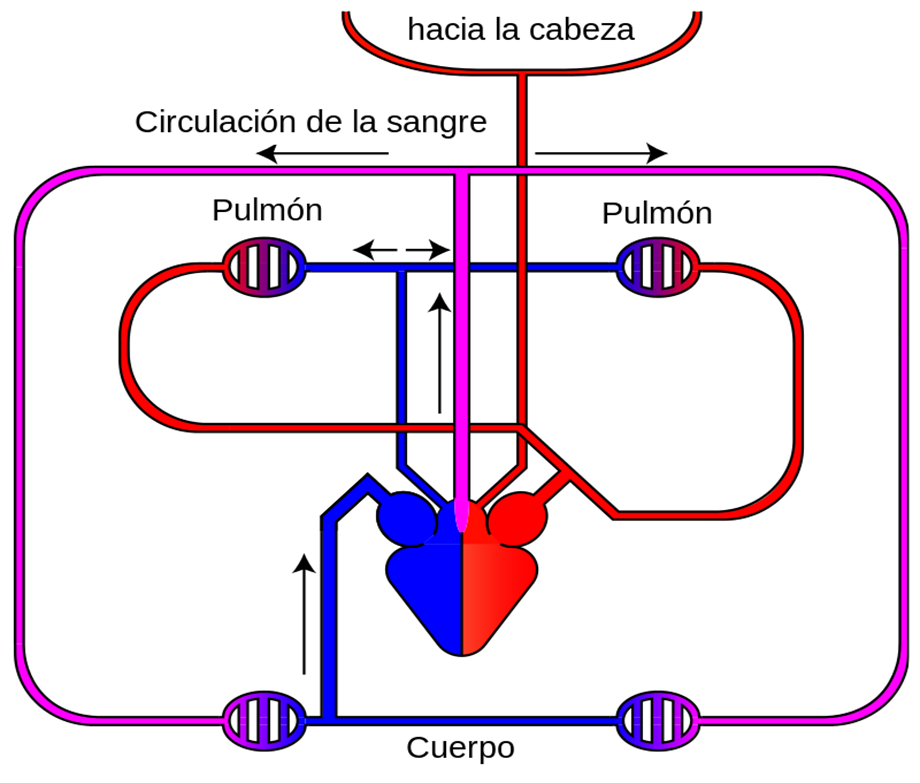 hacia la cabeza
Circulación de la sangre
Pulmón
Pulmón
Cuerpo